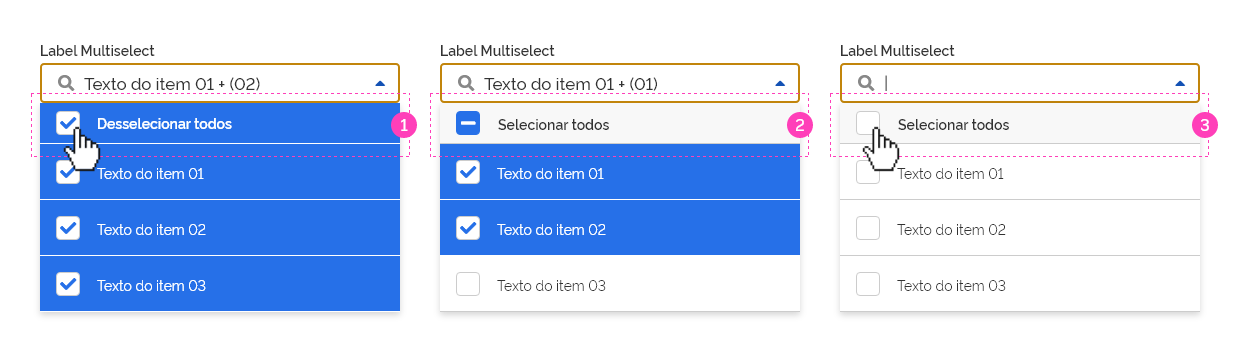 Label Multiselect
Texto do item 01 + (02)
Desselecionar todos
1
Texto do item 01
Texto do item 02
Texto do item 03
Label Multiselect
Texto do item 01 + (01)
Selecionar todos
2
Texto do item 01
Texto do item 02
Texto do item 03
Label Multiselect
Selecionar todos
3
Texto do item 01
Texto do item 02
Texto do item 03